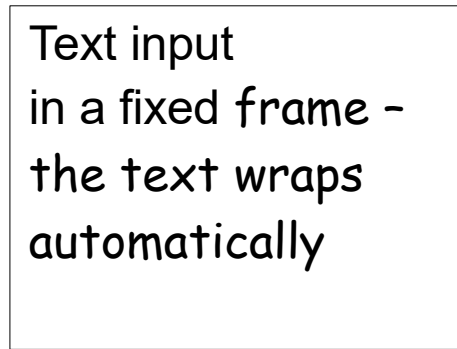 Text input
in a fixed frame –
the text wraps
automatically